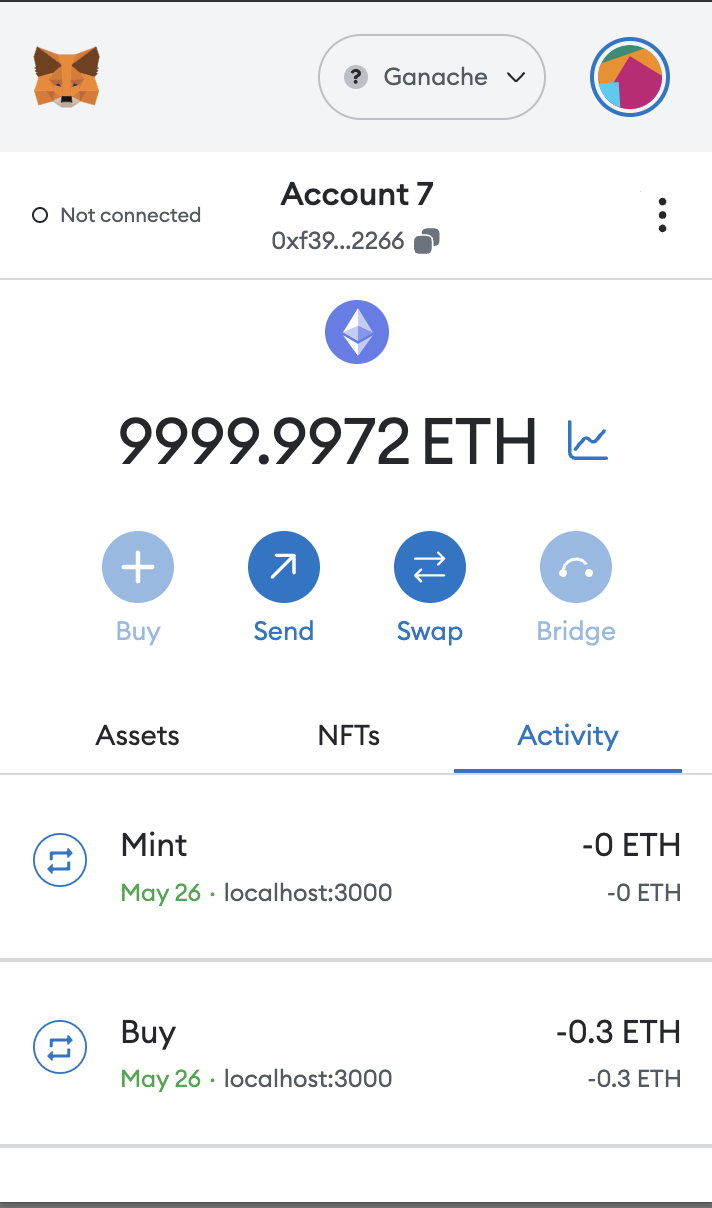 ? Ganache
Account 7
Not connected
0xf39...2266
9999.9972 ETH
Buy Send Swap Bridge
Assets NFTs Activity
Mint -0 ETH
May 26 · localhost:3000 -0 ETH
Buy -0.3 ETH
May 26 · localhost:3000 -0.3 ETH